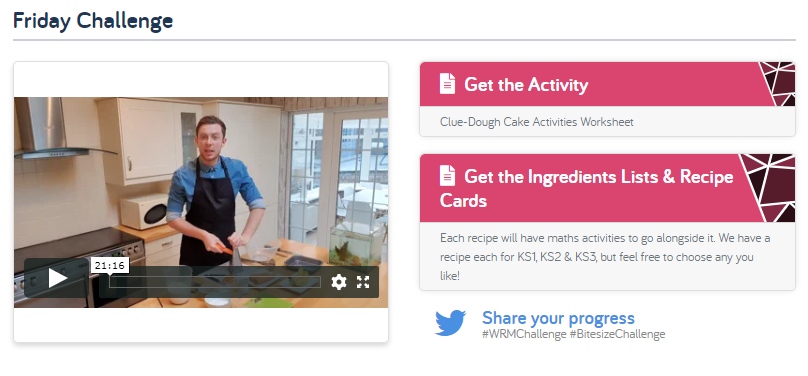 Friday Challenge
Get the Activity
Clue-Dough Cake Activities Worksheet
Get the Ingredients Lists & Recipe
Cards
Each recipe will have maths activities to go alongside it. We have a
recipe each for KS1, KS2 & KS3, but feel free to choose any you
like!
21:16
Share your progress
#WRMChallenge #BitesizeChallenge